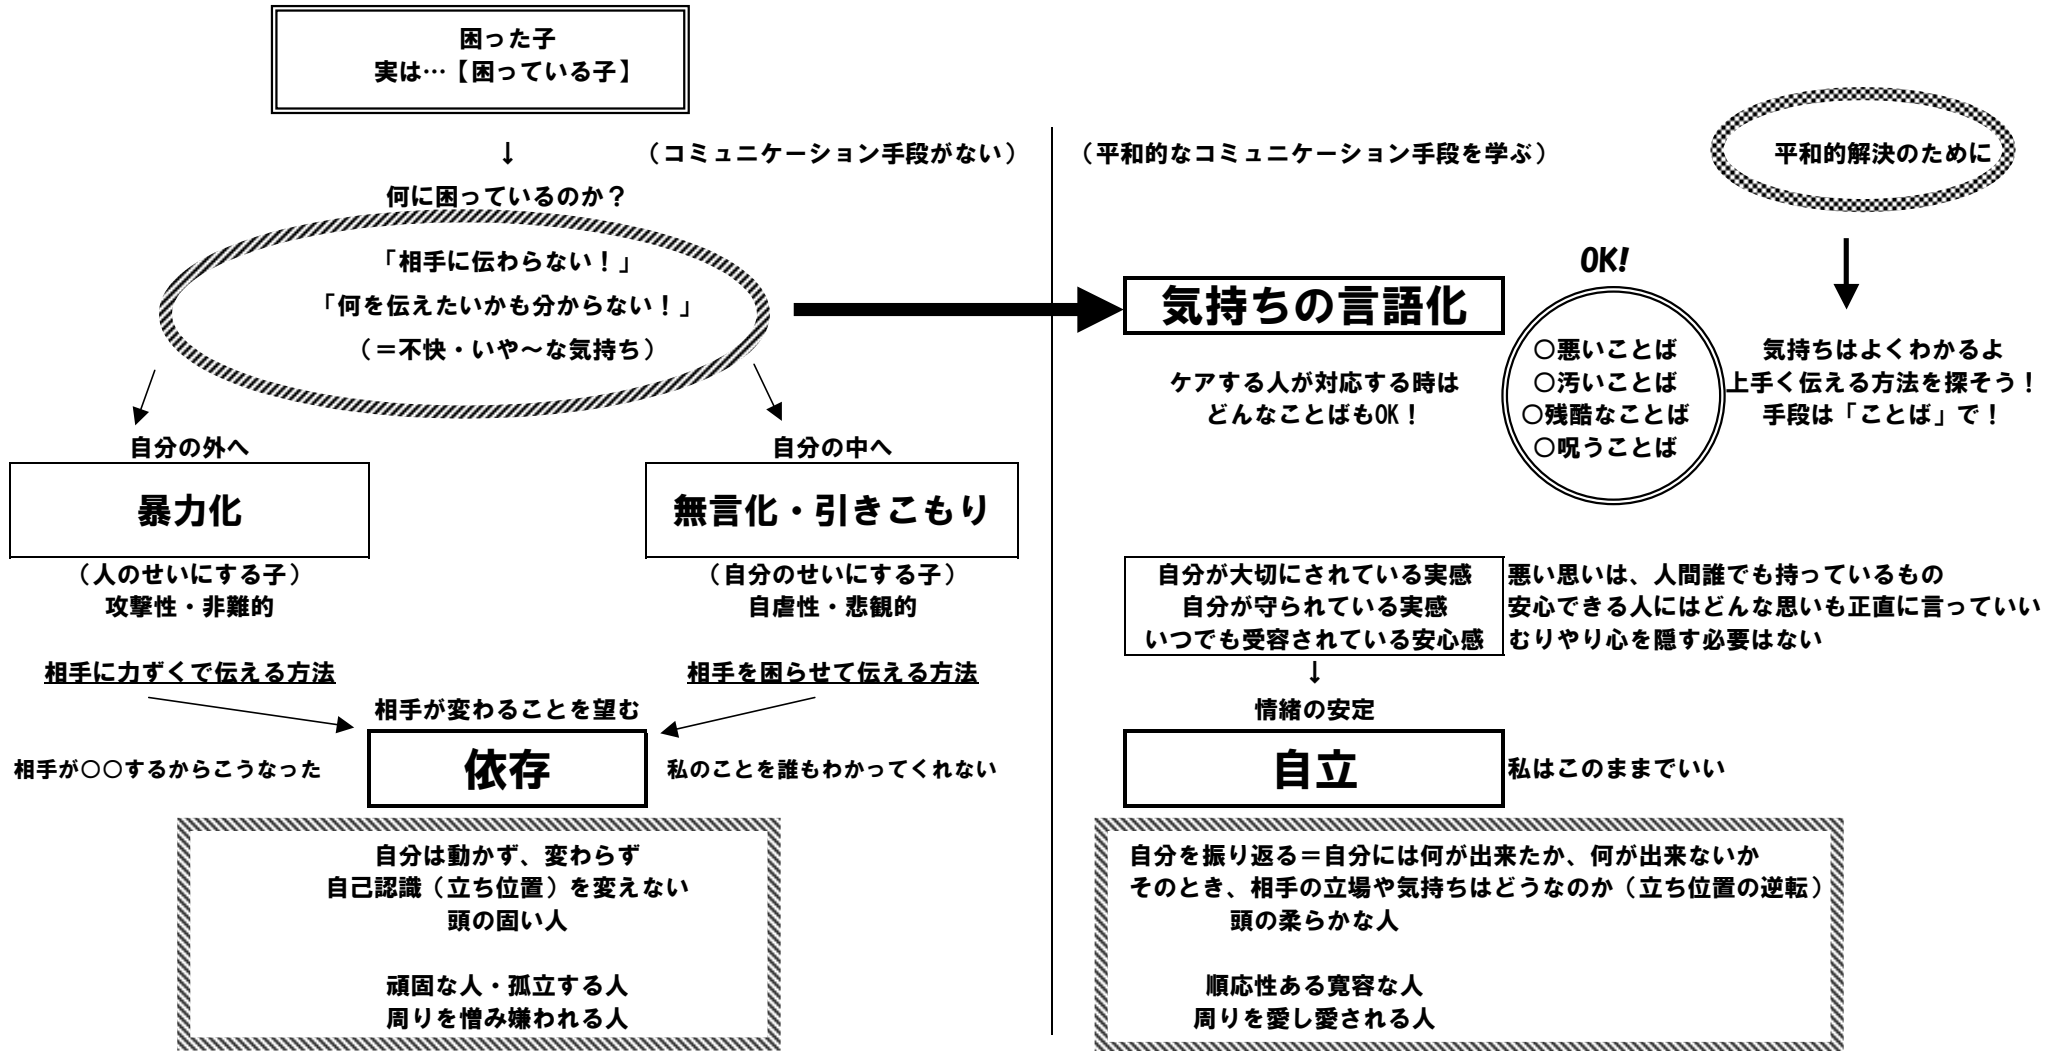 困った子
実は…【困っている子】
↓
(コミュニケーション手段がない)
何に困っているのか？
「相手に伝わらない！」
「何を伝えたいかも分からない！」
(＝不快・いや～な気持ち)
自分の外へ
暴力化
(人のせいにする子)
攻撃性・非難的
相手に力ずくで伝える方法
自分の中へ
無言化・引きこもり
(自分のせいにする子)
自虐性・悲観的
相手を困らせて伝える方法
相手が変わることを望む
相手が○○するからこうなった
依存
私のことを誰もわかってくれない
自分は動かず、変わらず
自己認識(立ち位置)を変えない
頭の固い人
頑固な人・孤立する人
周りを憎み嫌われる人
(平和的なコミュニケーション手段を学ぶ)
平和的解決のために
気持ちの言語化
ケアする人が対応する時は
どんなことばもOK！
OK!
○悪いことば
○汚いことば
○残酷なことば
○呪うことば
気持ちはよくわかるよ
上手く伝える方法を探そう！
手段は「ことば」で！
自分が大切にされている実感
自分が守られている実感
いつでも受容されている安心感
悪い思いは、人間誰でも持っているもの
安心できる人にはどんな思いも正直に言っていい
むりやり心を隠す必要はない
↓
情緒の安定
自立
私はこのままでいい
自分を振り返る＝自分には何が出来たか、何が出来ないか
そのとき、相手の立場や気持ちはどうなのか(立ち位置の逆転)
頭の柔らかな人
順応性ある寛容な人
周りを愛し愛される人